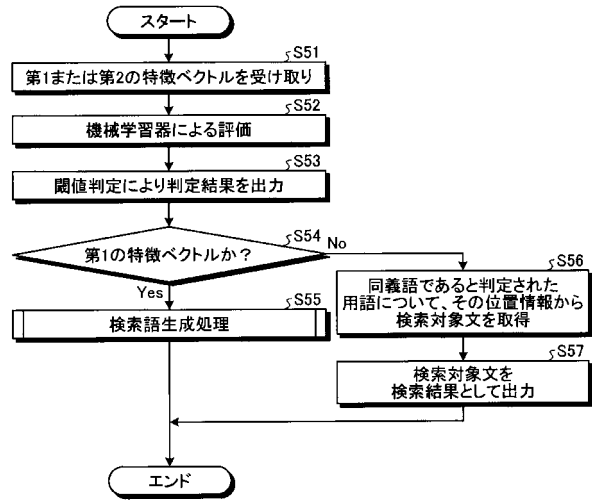 スタート
S51
第1または第2の特徴ベクトルを受け取り
S52
機械学習器による評価
S53
閾値判定により判定結果を出力
S54
第1の特徴ベクトルか？
No
Yes
S55
検索語生成処理
S56
同義語であると判定された
用語について、その位置情報から
検索対象文を取得
S57
検索対象文を
検索結果として出力
エンド